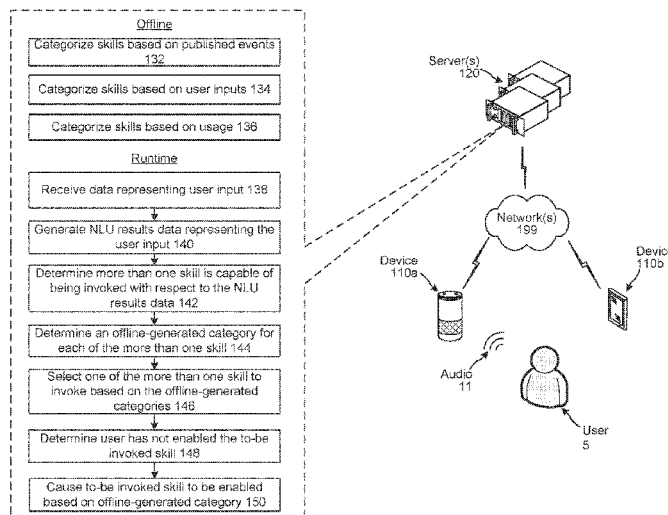 Offline
Categorize skills based on published events
132
Categorize skills based on user inputs 134
Categorize skills based on usage 136
Runtime
Receive data representing user input 138
Generate NLU results data representing the
user input 140
Determine more than one skill is capable of
being invoked with respect to the NLU
results data 142
Determine an offline-generated category for
each of the more than one skill 144
Select one of the more than one skill to
invoke based on the offline-generated
categories 146
Determine user has not enabled the to-be
invoked skill 148
Cause to-be invoked skill to be enabled
based on offline-generated category 150
Server(s)
120
Network(s)
199
Device
110a
Devic
110b
Audio
11
User
5